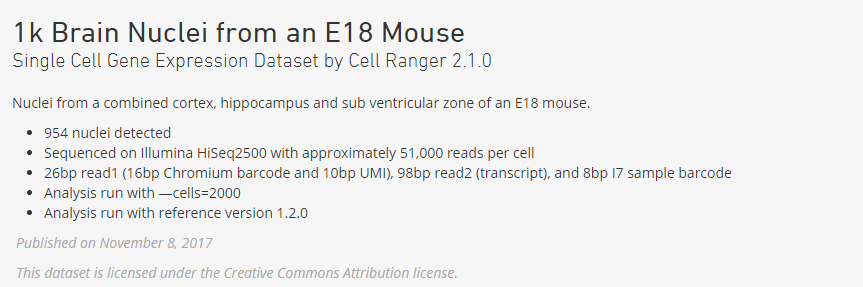 1k Brain Nuclei from an E18 Mouse
Single Cell Gene Expression Dataset by Cell Ranger 2.1.0
Nuclei from a combined cortex, hippocampus and sub ventricular zone of an E18 mouse.
• 954 nuclei detected
• Sequenced on Illumina HiSeq2500 with approximately 51,000 reads per cell
• 26bp read1 (16bp Chromium barcode and 10bp UMI), 98bp read2 (transcript), and 8bp I7 sample barcode
• Analysis run with —cells=2000
• Analysis run with reference version 1.2.0
Published on November 8, 2017
This dataset is licensed under the Creative Commons Attribution license.